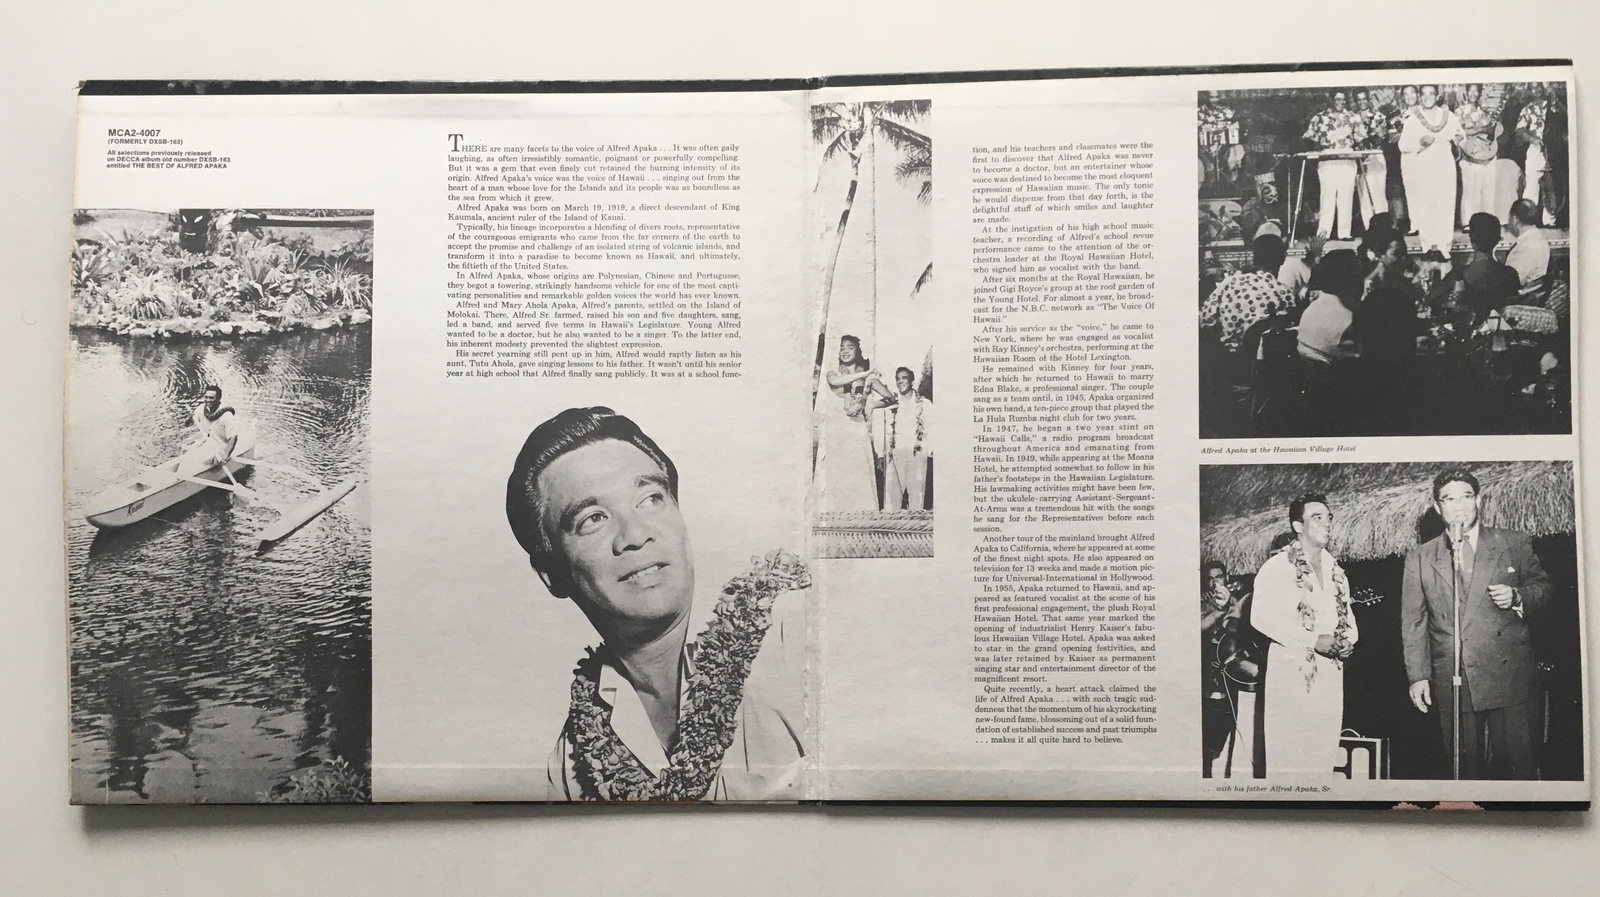 MCA2-4007
(FORMERLY DXSB-163)
All selections previously released
on DECCA album old number DXSB-163
entitled THE BEST OF ALFRED APAKA
THERE are many facets to the voice of Alfred Apaka . . . It was often gaily
laughing, as often irresistibly romantic, poignant or powerfully compelling.
But it was a gem that even finely cut retained the burning intensity of its
origin. Alfred Apaka's voice was the voice of Hawaii . . . singing out from the
heart of a man whose love for the Islands and its people was as boundless as
the sea from which it grew.
Alfred Apaka was born on March 19, 1919, a direct descendant of King
Kaumala, ancient ruler of the Island of Kauai.
Typically, his lineage incorporates a blending of divers roots, representative
of the courageous emigrants who came from the far corners of the earth to
accept the promise and challenge of an isolated string of volcanic islands, and
transform it into a paradise to become known as Hawaii, and ultimately,
the fiftieth of the United States.
In Alfred Apaka, whose origins are Polynesian, Chinese and Portuguese,
they begot a towering, strikingly handsome vehicle for one of the most capti-
vating personalities and remarkable golden voices the world has ever known.
Alfred and Mary Ahola Apaka, Alfred's parents, settled on the Island of
Molokai. There, Alfred Sr. farmed, raised his son and five daughters, sang,
led a band, and served five terms in Hawaii's Legislature. Young Alfred
wanted to be a doctor, but he also wanted to be a singer. To the latter end,
his inherent modesty prevented the slightest expression.
His secret yearning still pent up in him, Alfred would raptly listen as his
aunt, Tutu Ahola, gave singing lessons to his father. It wasn't until his senior
year at high school that Alfred finally sang publicly. It was at a school func-
tion, and his teachers and classmates were the
first to discover that Alfred Apaka was never
to become a doctor, but an entertainer whose
voice was destined to become the most eloquent
expression of Hawaiian music. The only tonic
he would dispense from that day forth, is the
delightful stuff of which smiles and laughter
are made.
At the instigation of his high school music
teacher, a recording of Alfred's school revue
performance came to the attention of the or-
chestra leader at the Royal Hawaiian Hotel,
who signed him as vocalist with the band.
After six months at the Royal Hawaiian, he
joined Gigi Royce's group at the roof garden of
the Young Hotel. For almost a year, he broad-
cast for the N.B.C. network as "The Voice Of
Hawaii."
After his service as the "voice," he came to
New York, where he was engaged as vocalist
with Ray Kinney's orchestra, performing at the
Hawaiian Room of the Hotel Lexington.
He remained with Kinney for four years,
after which he returned to Hawaii to marry
Edna Blake, a professional singer. The couple
sang as a team until, in 1945, Apaka organized
his own band, a ten-piece group that played the
La Hula Rumba night club for two years.
In 1947, he began a two year stint on
"Hawaii Calls," a radio program broadcast
throughout America and emanating from
Hawaii. In 1949, while appearing at the Moana
Hotel, he attempted somewhat to follow in his
father's footsteps in the Hawaiian Legislature.
His lawmaking activities might have been few,
but the ukulele-carrying Assistant-Sergeant-
At-Arms was a tremendous hit with the songs
he sang for the Representatives before each
session.
Another tour of the mainland brought Alfred
Apaka to California, where he appeared at some
of the finest night spots. He also appeared on
television for 13 weeks and made a motion pic-
ture for Universal-International in Hollywood.
In 1955, Apaka returned to Hawaii, and ap-
peared as featured vocalist at the scene of his
first professional engagement, the plush Royal
Hawaiian Hotel. That same year marked the
opening of industrialist Henry Kaiser's fabu-
lous Hawaiian Village Hotel. Apaka was asked
to star in the grand opening festivities, and
was later retained by Kaiser as permanent
singing star and entertainment director of the
magnificent resort.
Quite recently, a heart attack claimed the
life of Alfred Apaka . . . with such tragic sud-
denness that the momentum of his skyrocketing
new-found fame, blossoming out of a solid foun-
dation of established success and past triumphs
. . . makes it all quite hard to believe.
Alfred Apaka at the Hawaiian Village Hotel
. . . with his father Alfred Apaka, Sr.